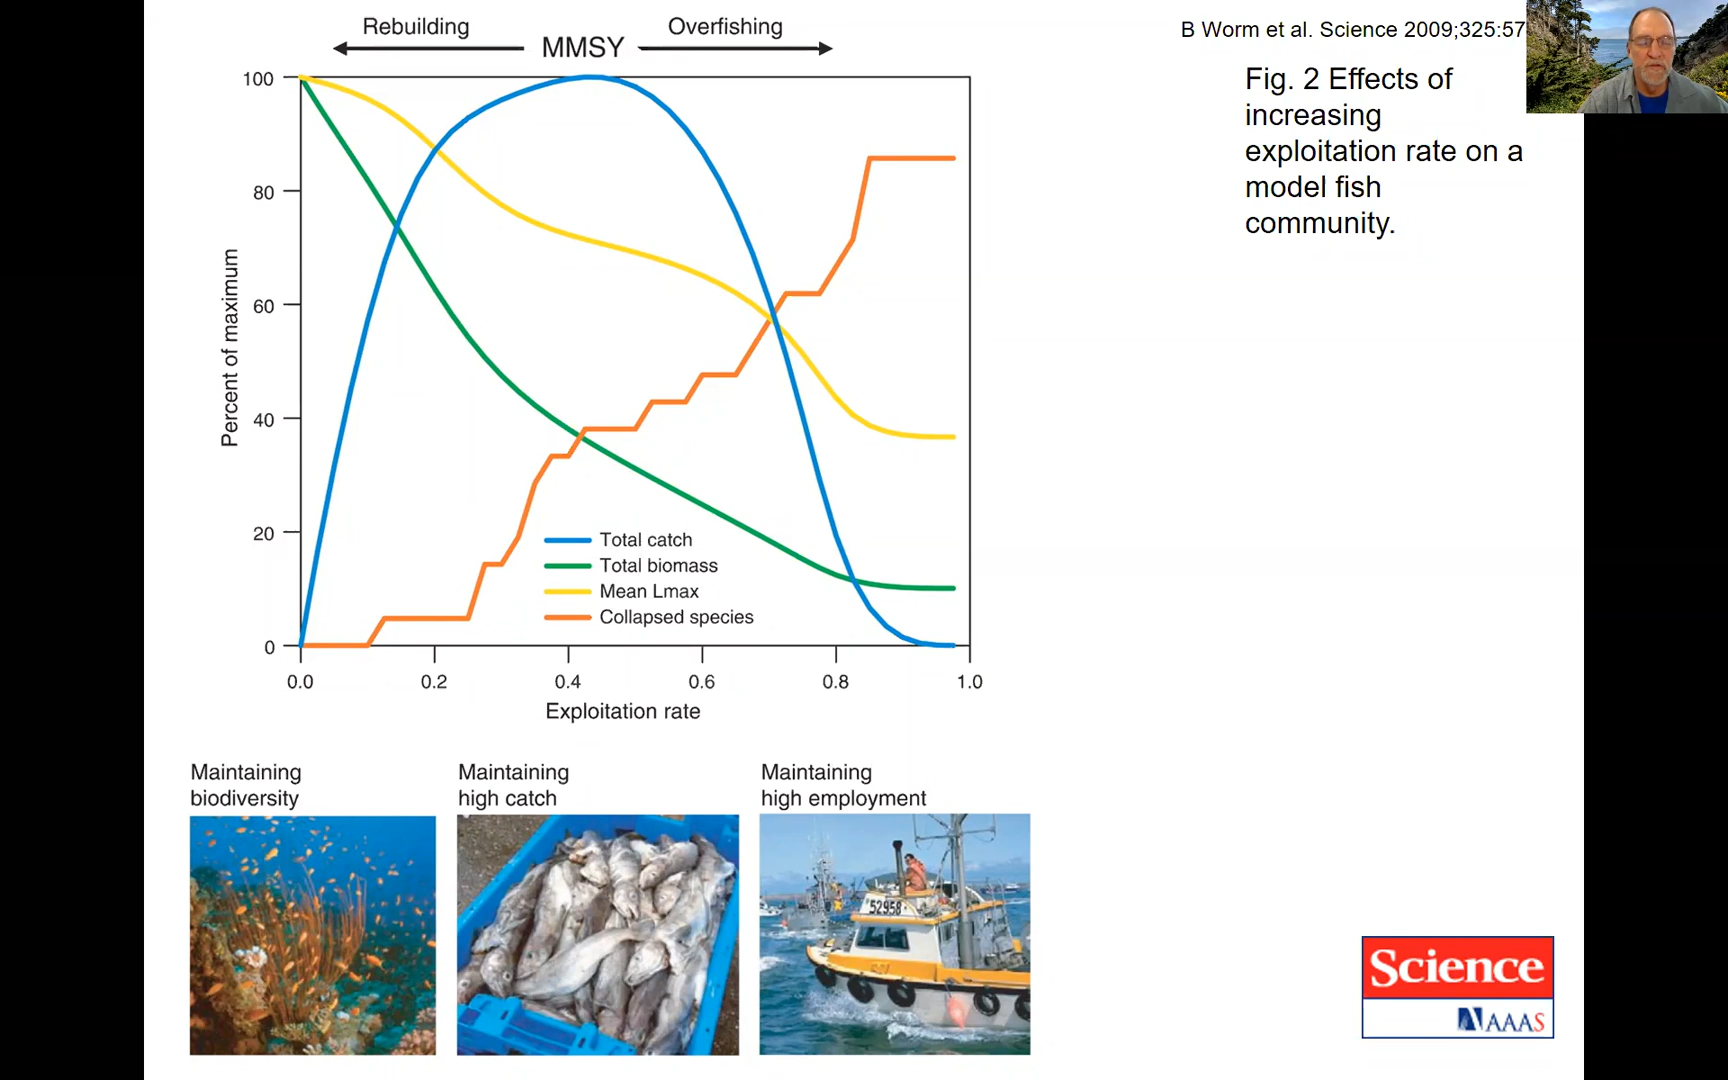 Rebuilding
Overfishing
MMSY
B Worm et al. Science 2009;325:57
Fig. 2 Effects of
increasing
exploitation rate on a
model fish
community.
100
80
60
40
20
0
Percent of maximum
Total catch
Total biomass
Mean Lmax
Collapsed species
0.0 0.2 0.4 0.6 0.8 1.0
Exploitation rate
Maintaining
biodiversity
Maintaining
high catch
Maintaining
high employment
52958
Science
AAAS